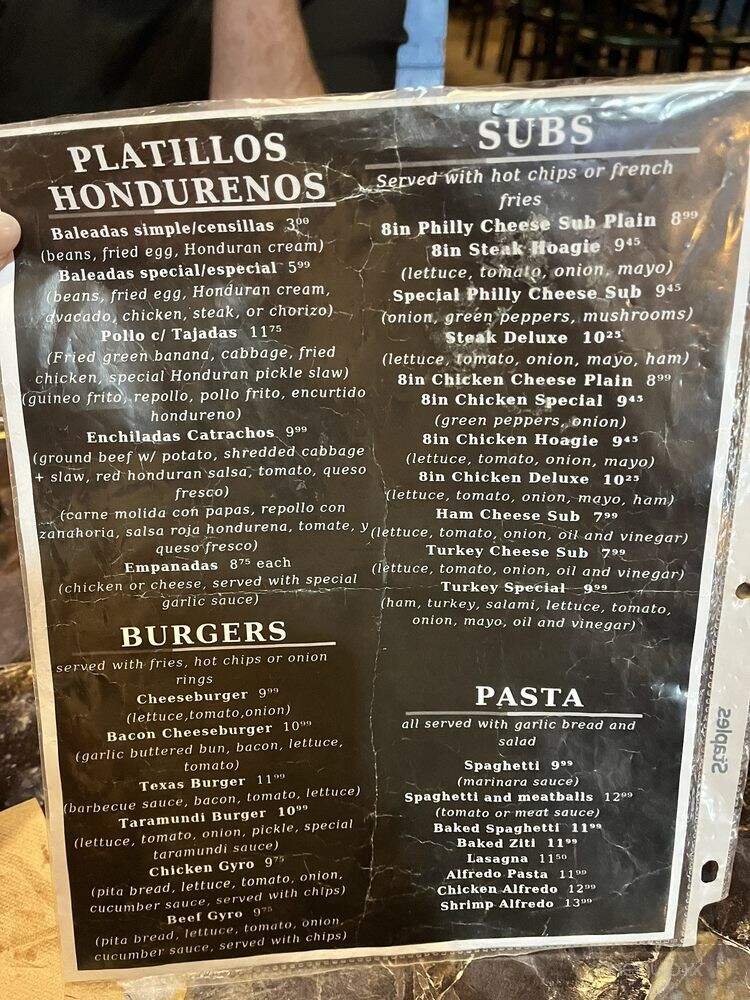 PLATILLOS
HONDURENOS
Baleadas simple/censillas 3⁰⁰
(beans, fried egg, Honduran cream)
Baleadas special/especial 5⁹⁹
(beans, fried egg, Honduran cream,
avacado, chicken, steak, or chorizo)
Pollo c/ Tajadas 11⁷⁵
(Fried green banana, cabbage, fried
chicken, special Honduran pickle slaw)
(guineo frito, repollo, pollo frito, encurtido
hondureno)
Enchiladas Catrachos 9⁹⁹
(ground beef w/ potato, shredded cabbage
+ slaw, red honduran salsa, tomato, queso
fresco)
(carne molida con papas, repollo con
zanahoria, salsa roja hondurena, tomate, y
queso fresco)
Empanadas 8⁷⁵ each
(chicken or cheese, served with special
garlic sauce)
BURGERS
served with fries, hot chips or onion
rings
Cheeseburger 9⁹⁹
(lettuce,tomato,onion)
Bacon Cheeseburger 10⁹⁹
(garlic buttered bun, bacon, lettuce,
tomato)
Texas Burger 11⁹⁹
(barbecue sauce, bacon, tomato, lettuce)
Taramundi Burger 10⁹⁹
(lettuce, tomato, onion, pickle, special
taramundi sauce)
Chicken Gyro 9⁷⁵
(pita bread, lettuce, tomato, onion,
cucumber sauce, served with chips)
Beef Gyro 9⁷⁵
(pita bread, lettuce, tomato, onion,
cucumber sauce, served with chips)
SUBS
Served with hot chips or french
fries
8in Philly Cheese Sub Plain 8⁹⁹
8in Steak Hoagie 9⁴⁵
(lettuce, tomato, onion, mayo)
Special Philly Cheese Sub 9⁴⁵
(onion, green peppers, mushrooms)
Steak Deluxe 10²⁵
(lettuce, tomato, onion, mayo, ham)
8in Chicken Cheese Plain 8⁹⁹
8in Chicken Special 9⁴⁵
(green peppers, onion)
8in Chicken Hoagie 9⁴⁵
(lettuce, tomato, onion, mayo)
8in Chicken Deluxe 10²⁵
(lettuce, tomato, onion, mayo, ham)
Ham Cheese Sub 7⁹⁹
(lettuce, tomato, onion, oil and vinegar)
Turkey Cheese Sub 7⁹⁹
(lettuce, tomato, onion, oil and vinegar)
Turkey Special 9⁹⁹
(ham, turkey, salami, lettuce, tomato,
onion, mayo, oil and vinegar)
PASTA
all served with garlic bread and
salad
Spaghetti 9⁹⁹
(marinara sauce)
Spaghetti and meatballs 12⁹⁹
(tomato or meat sauce)
Baked Spaghetti 11⁹⁹
Baked Ziti 11⁹⁹
Lasagna 11⁵⁰
Alfredo Pasta 11⁹⁹
Chicken Alfredo 12⁹⁹
Shrimp Alfredo 13⁹⁹
Staples